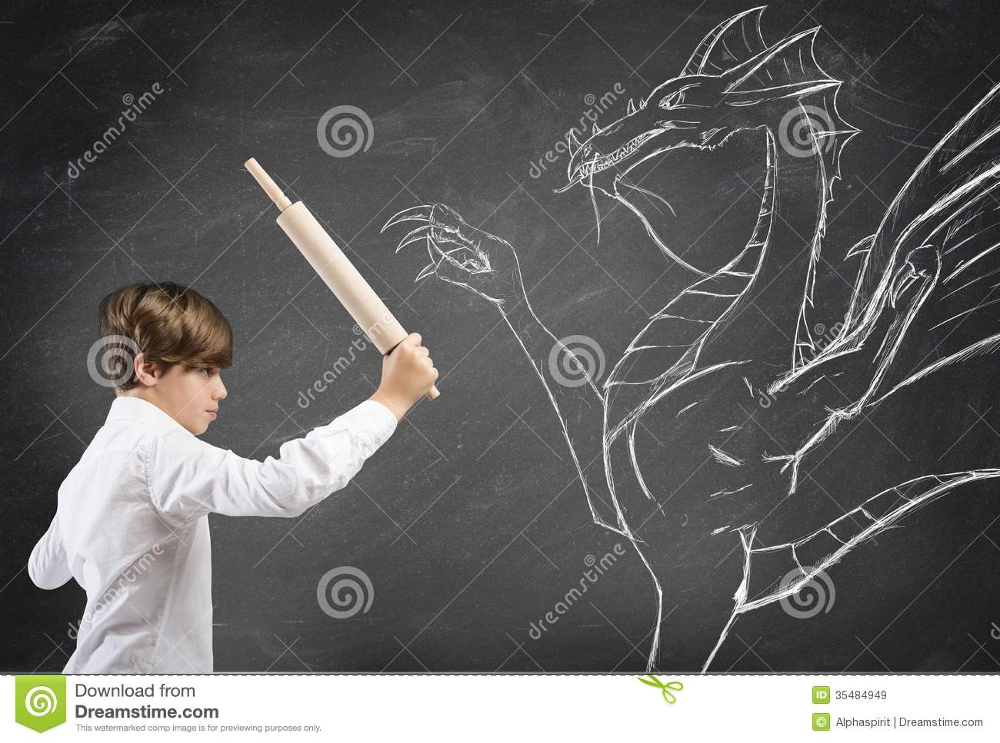 dreamstime
dreamstime
dreamstime
dreamstime
dreamstime
dreamstime
dreamstime
Download from
Dreamstime.com
This watermarked comp image is for previewing purposes only.
ID 35484949
© Alphaspirit | Dreamstime.com